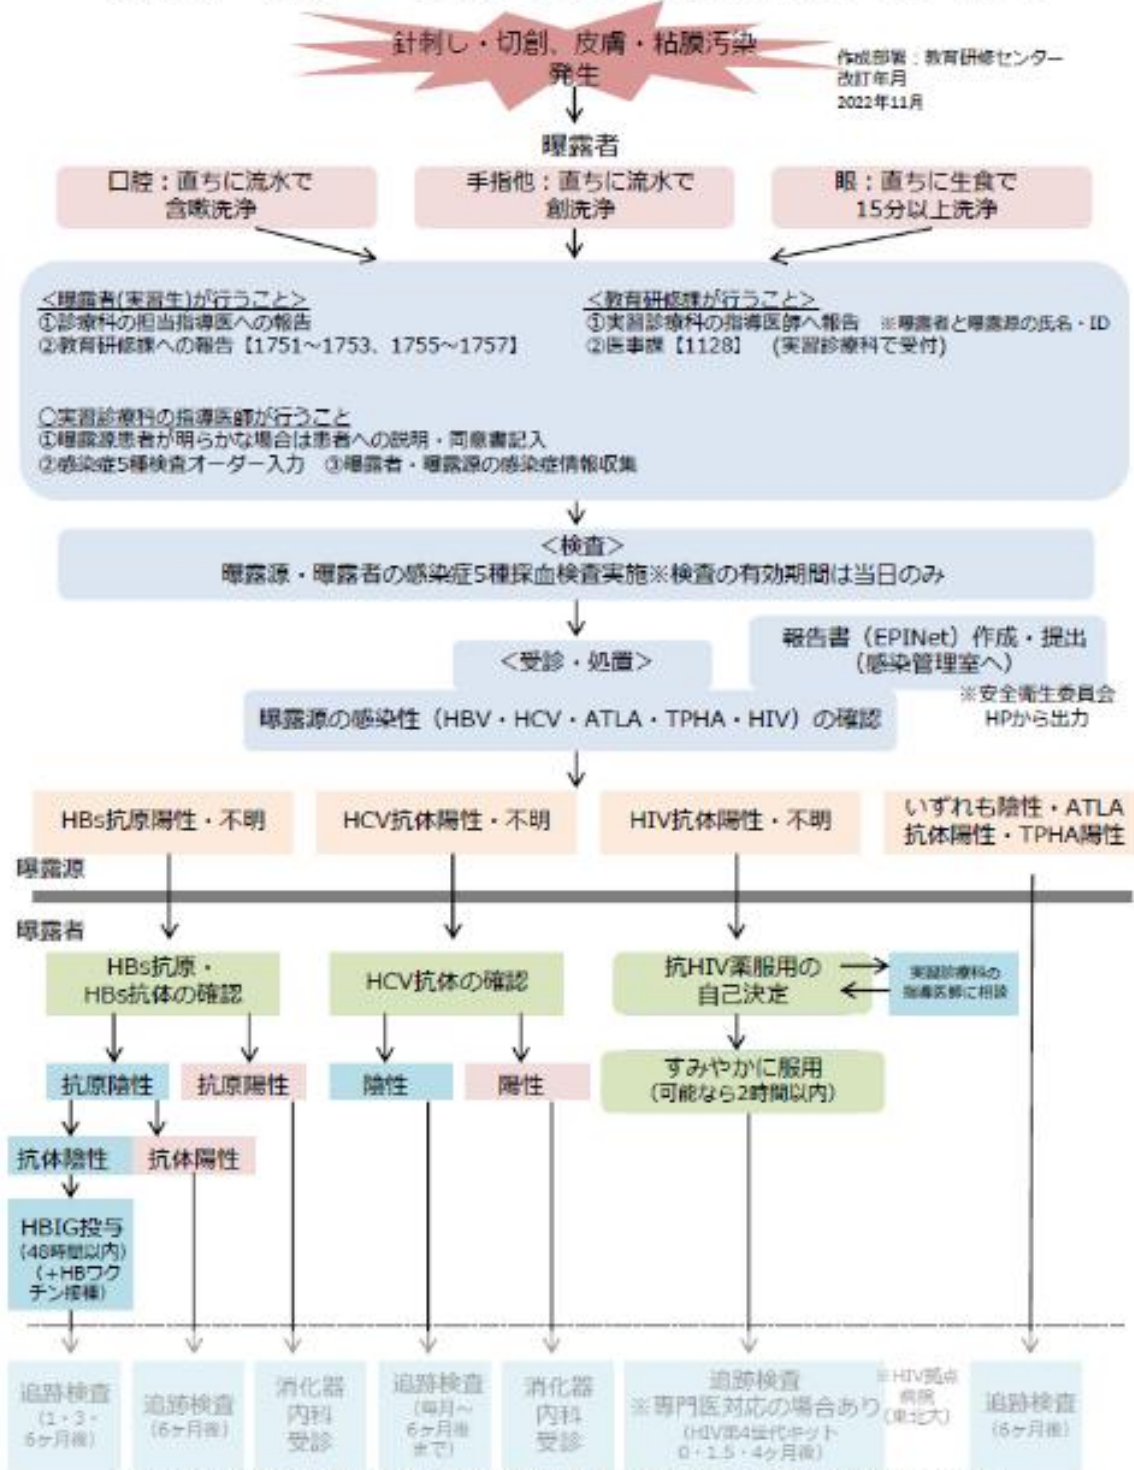 針刺し・切創、皮膚・粘膜汚染
発生
作成部署：教育研修センター
改訂年月
2022年11月
曝露者
口腔：直ちに流水で
含嗽洗浄
手指他：直ちに流水で
創洗浄
眼：直ちに生食で
15分以上洗浄
＜曝露者(実習生)が行うこと＞
①診療科の担当指導医への報告
②教育研修課への報告【1751～1753、1755～1757】
＜教育研修課が行うこと＞
①実習診療科の指導医師へ報告　※曝露者と曝露源の氏名・ID
②医事課【1128】　(実習診療科で受付)
○実習診療科の指導医師が行うこと
①曝露源患者が明らかな場合は患者への説明・同意書記入
②感染症5種検査オーダー入力　③曝露者・曝露源の感染症情報収集
＜検査＞
曝露源・曝露者の感染症5種採血検査実施※検査の有効期間は当日のみ
＜受診・処置＞
報告書（EPINet）作成・提出
（感染管理室へ）
※安全衛生委員会
HPから出力
曝露源の感染性（HBV・HCV・ATLA・TPHA・HIV）の確認
HBs抗原陽性・不明
HCV抗体陽性・不明
HIV抗体陽性・不明
いずれも陰性・ATLA
抗体陽性・TPHA陽性
曝露源
曝露者
HBs抗原・
HBs抗体の確認
HCV抗体の確認
抗HIV薬服用の
自己決定
実習診療科の
指導医師に相談
抗原陰性
抗原陽性
陰性
陽性
すみやかに服用
（可能なら2時間以内）
抗体陰性
抗体陽性
HBIG投与
（48時間以内）
（+HBワク
チン接種）
追跡検査
（1・3・
6ヶ月後）
追跡検査
（6ヶ月後）
消化器
内科
受診
追跡検査
（毎月～
6ヶ月後
まで）
消化器
内科
受診
追跡検査
※専門医対応の場合あり
（HIV第4世代キット
0・1.5・4ヶ月後）
※HIV拠点
病院
（東北大）
追跡検査
（6ヶ月後）